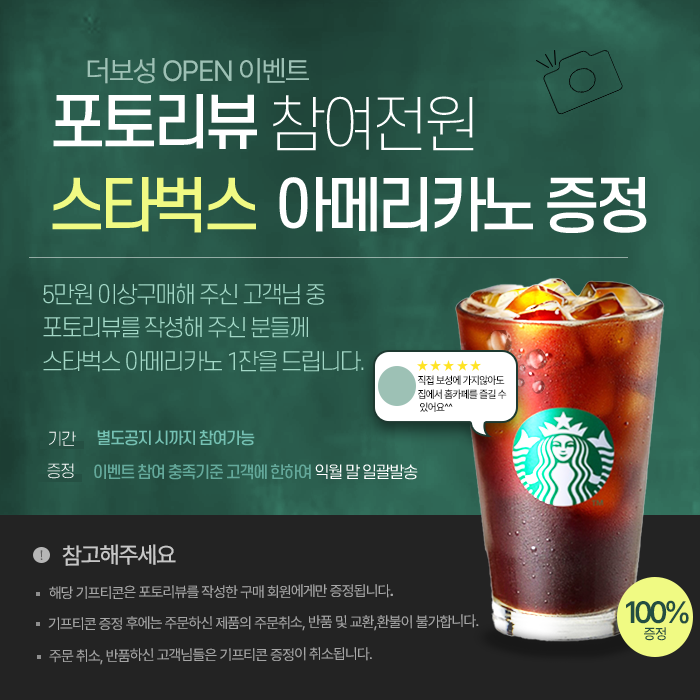 더보성 OPEN 이벤트
포토리뷰 참여전원
스타벅스 아메리카노 증정
5만원 이상구매해 주신 고객님 중
포토리뷰를 작성해 주신 분들께
스타벅스 아메리카노 1잔을 드립니다.
★★★★★
직접 보성에 가지않아도
집에서 홈카페를 즐길 수
있어요^^
기간 별도공지 시까지 참여가능
증정 이벤트 참여 충족기준 고객에 한하여 익월 말 일괄발송
! 참고해주세요
▪ 해당 기프티콘은 포토리뷰를 작성한 구매 회원에게만 증정됩니다.
▪ 기프티콘 증정 후에는 주문하신 제품의 주문취소, 반품 및 교환,환불이 불가합니다.
▪ 주문 취소, 반품하신 고객님들은 기프티콘 증정이 취소됩니다.
100%
증정